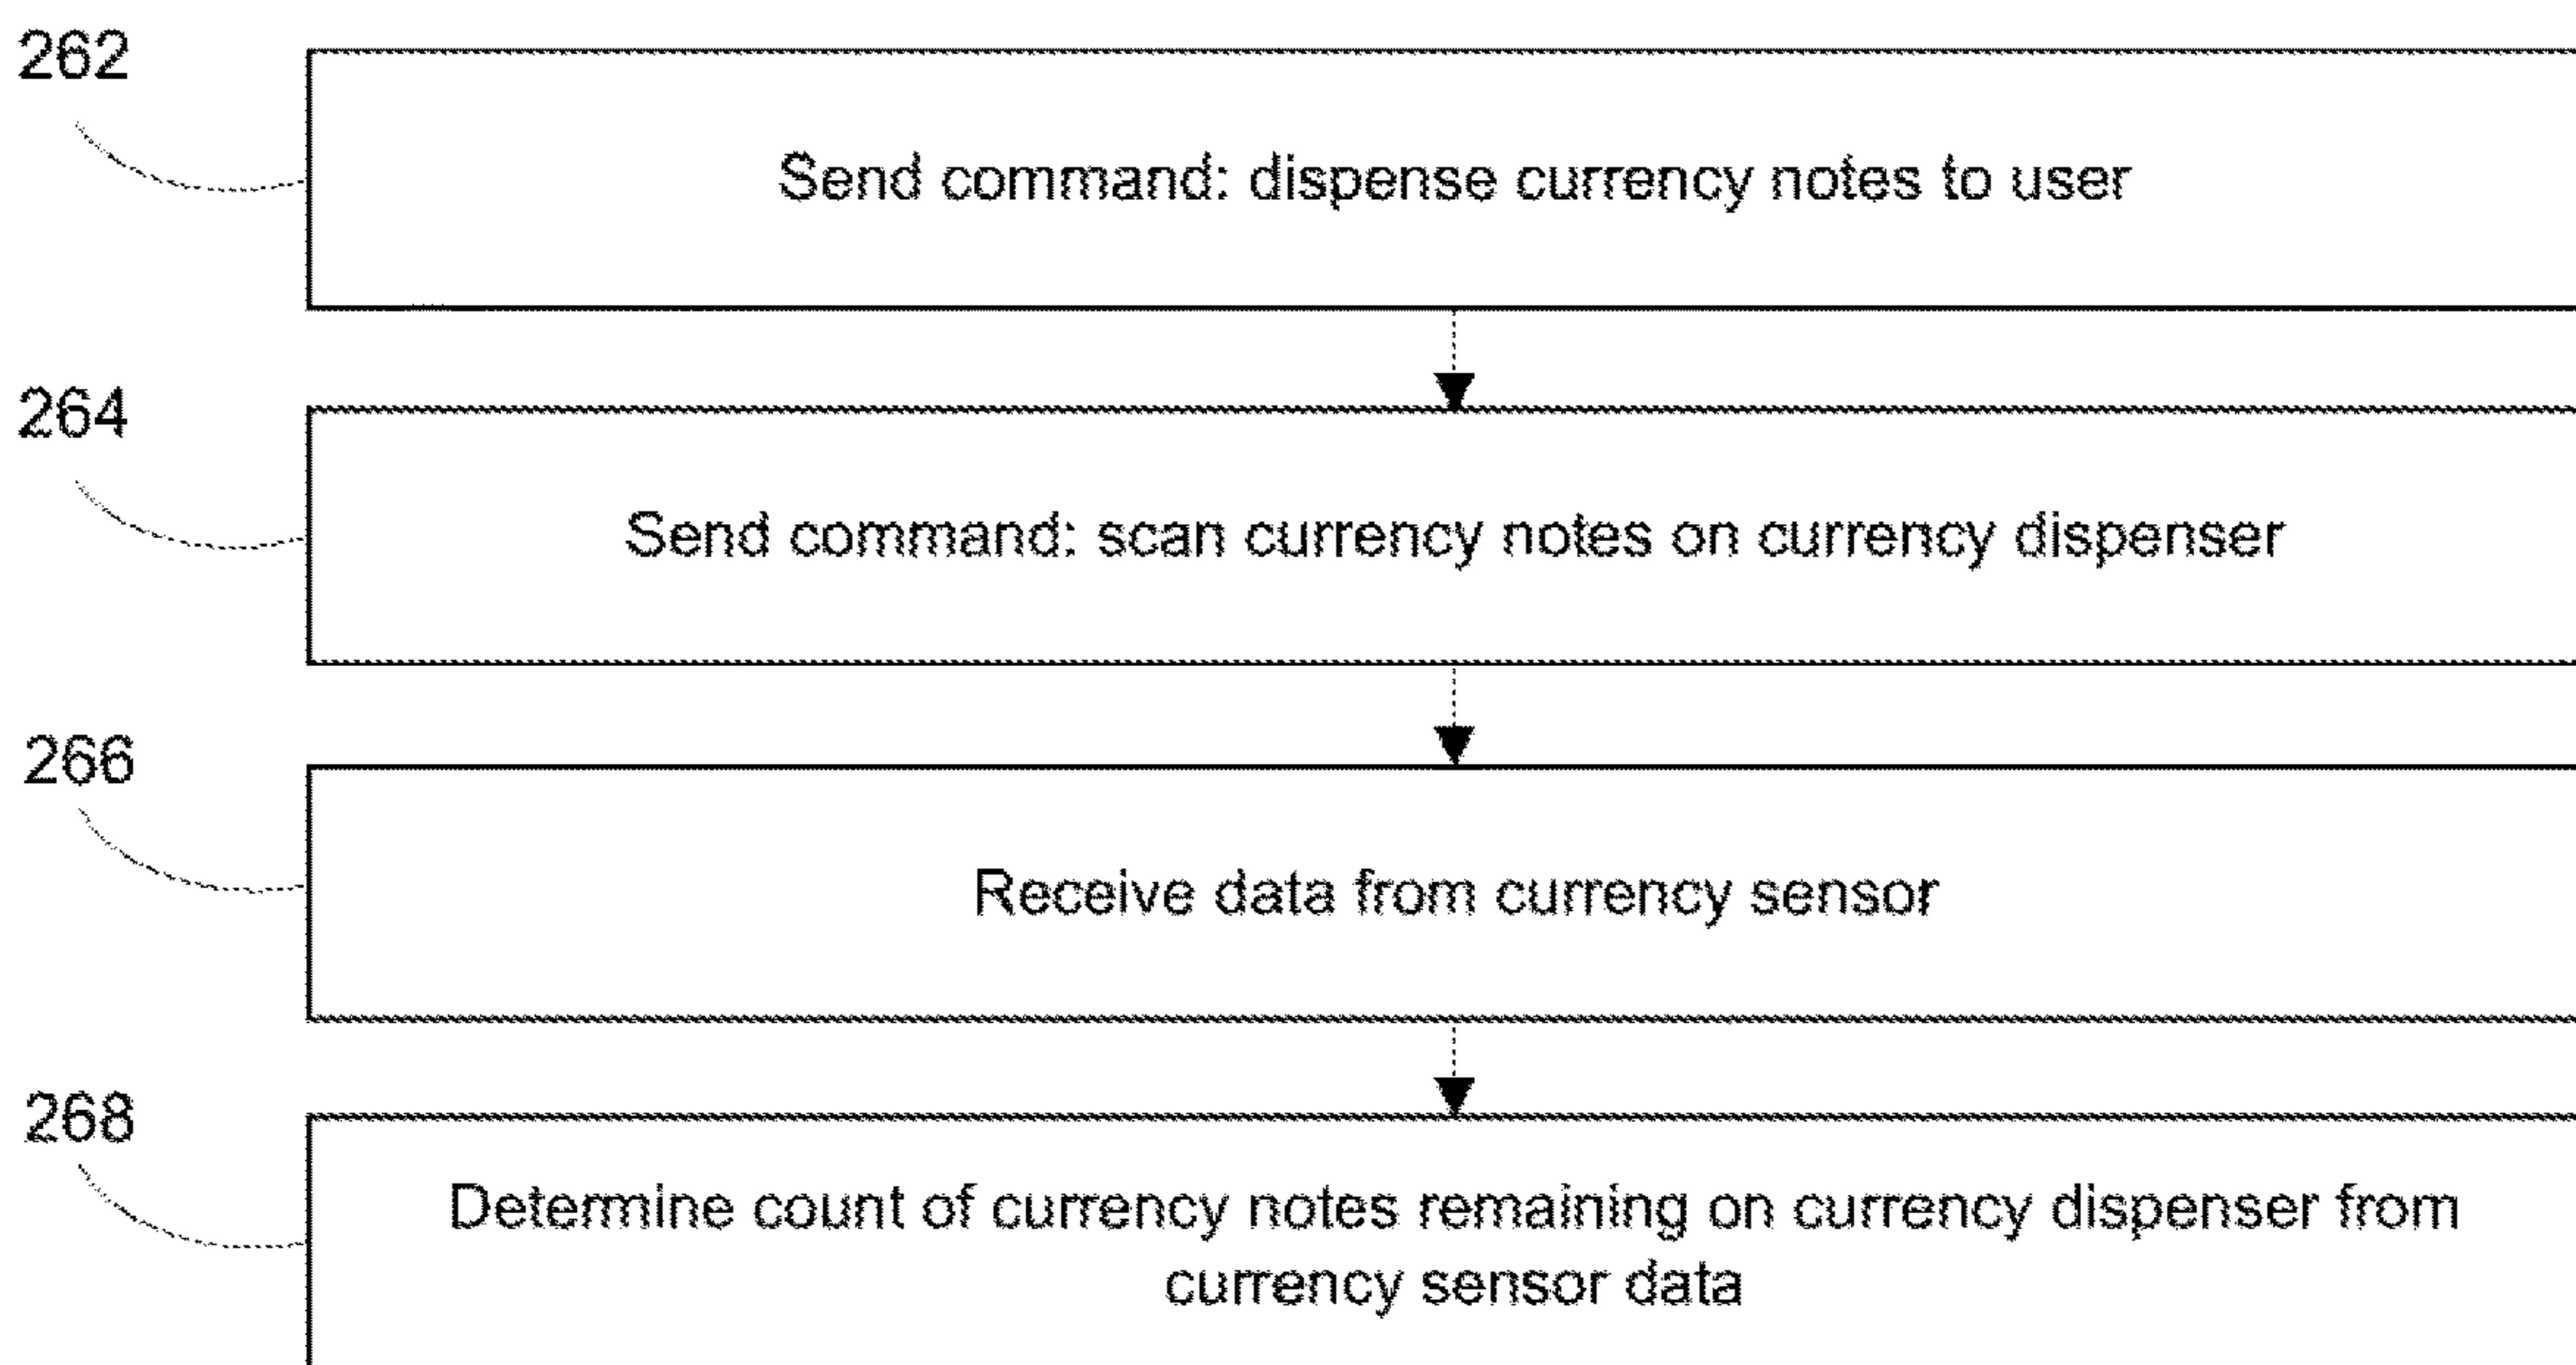 262
Send command: dispense currency notes to user
264
Send command: scan currency notes on currency dispenser
266
Receive data from currency sensor
268
Determine count of currency notes remaining on currency dispenser from
currency sensor data